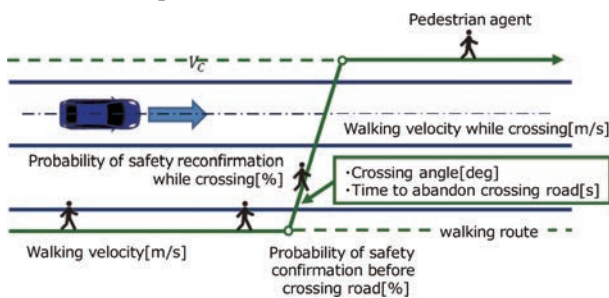 Pedestrian agent
V_C
Walking velocity while crossing[m/s]
Probability of safety reconfirmation
while crossing[%]
・Crossing angle[deg]
・Time to abandon crossing road[s]
Walking velocity[m/s]
walking route
Probability of safety
confirmation before
crossing road[%]